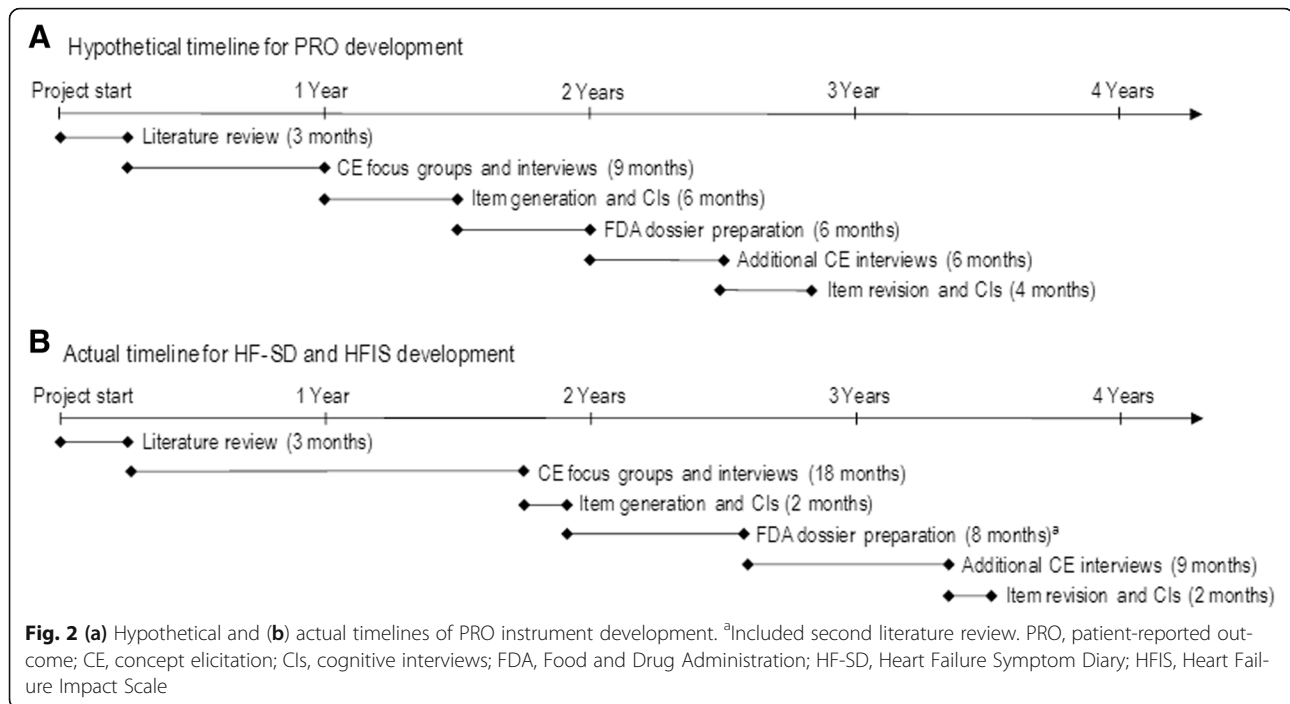 A Hypothetical timeline for PRO development
Project start 1 Year 2 Years 3 Year 4 Years
Literature review (3 months)
CE focus groups and interviews (9 months)
Item generation and CIs (6 months)
FDA dossier preparation (6 months)
Additional CE interviews (6 months)
Item revision and CIs (4 months)
B Actual timeline for HF-SD and HFIS development
Project start 1 Year 2 Years 3 Years 4 Years
Literature review (3 months)
CE focus groups and interviews (18 months)
Item generation and CIs (2 months)
FDA dossier preparation (8 months)ᵃ
Additional CE interviews (9 months)
Item revision and CIs (2 months)
Fig. 2 (a) Hypothetical and (b) actual timelines of PRO instrument development. ᵃIncluded second literature review. PRO, patient-reported out-
come; CE, concept elicitation; CIs, cognitive interviews; FDA, Food and Drug Administration; HF-SD, Heart Failure Symptom Diary; HFIS, Heart Fail-
ure Impact Scale